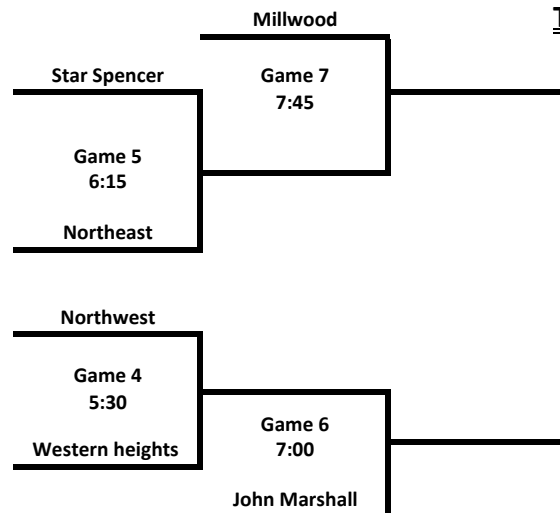 Millwood
T
Star Spencer
Game 7
7:45
Game 5
6:15
Northeast
Northwest
Game 4
5:30
Western heights
Game 6
7:00
John Marshall